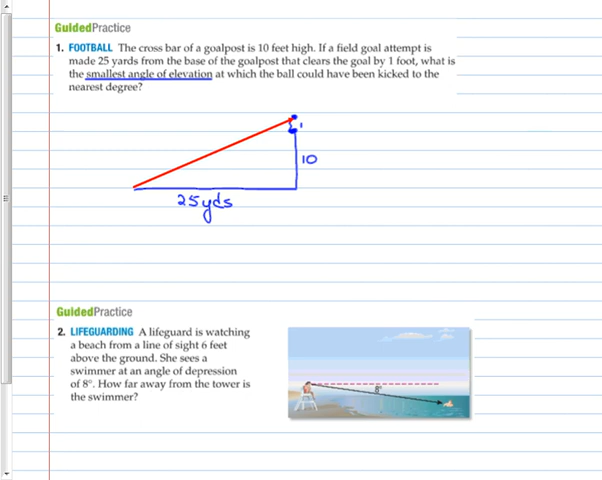 GuidedPractice
1. FOOTBALL The cross bar of a goalpost is 10 feet high. If a field goal attempt is
made 25 yards from the base of the goalpost that clears the goal by 1 foot, what is
the smallest angle of elevation at which the ball could have been kicked to the
nearest degree?
1
10
25yds
GuidedPractice
2. LIFEGUARDING A lifeguard is watching
a beach from a line of sight 6 feet
above the ground. She sees a
swimmer at an angle of depression
of 8°. How far away from the tower is
the swimmer?
8°